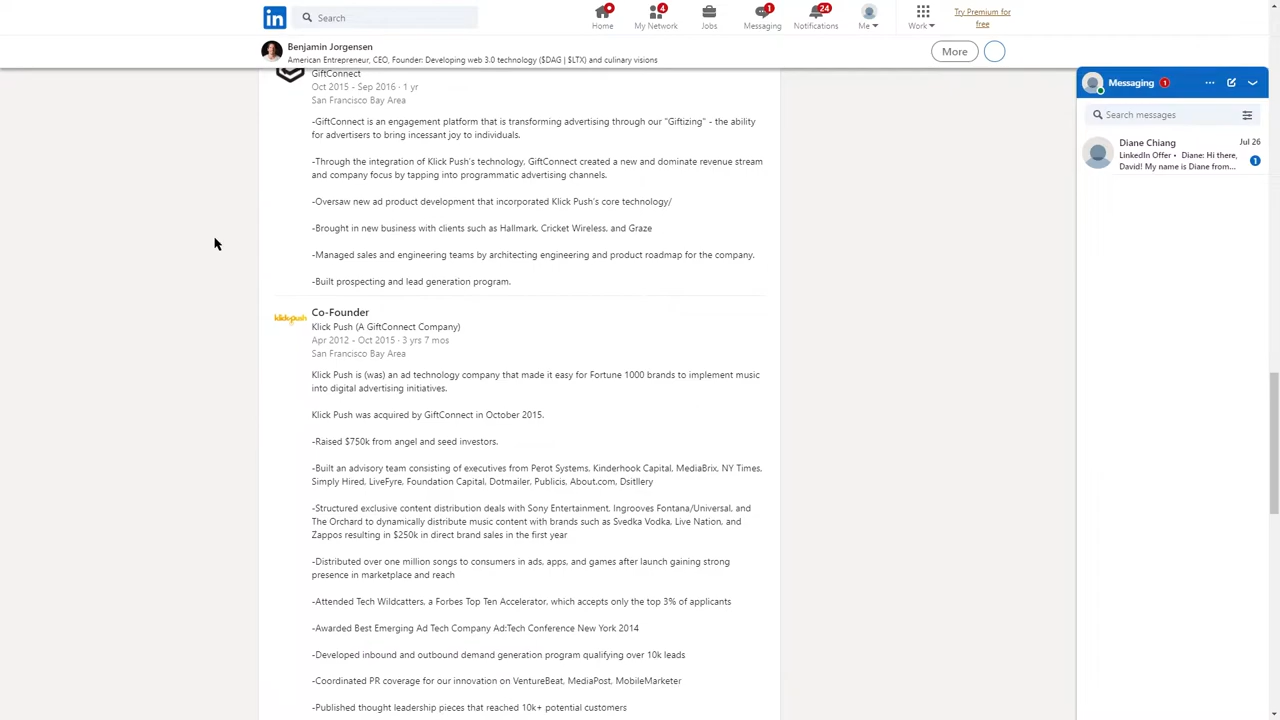 Search
Home
4
My Network
Jobs
1
Messaging
24
Notifications
Me
Work
Try Premium for
free
Benjamin Jorgensen
American Entrepreneur, CEO, Founder: Developing web 3.0 technology ($DAG | $LTX) and culinary visions
More
GiftConnect
Oct 2015 - Sep 2016 · 1 yr
San Francisco Bay Area
-GiftConnect is an engagement platform that is transforming advertising through our "Giftizing" - the ability
for advertisers to bring incessant joy to individuals.
-Through the integration of Klick Push's technology, GiftConnect created a new and dominate revenue stream
and company focus by tapping into programmatic advertising channels.
-Oversaw new ad product development that incorporated Klick Push's core technology/
-Brought in new business with clients such as Hallmark, Cricket Wireless, and Graze
-Managed sales and engineering teams by architecting engineering and product roadmap for the company.
-Built prospecting and lead generation program.
klickpush
Co-Founder
Klick Push (A GiftConnect Company)
Apr 2012 - Oct 2015 · 3 yrs 7 mos
San Francisco Bay Area
Klick Push is (was) an ad technology company that made it easy for Fortune 1000 brands to implement music
into digital advertising initiatives.
Klick Push was acquired by GiftConnect in October 2015.
-Raised $750k from angel and seed investors.
-Built an advisory team consisting of executives from Perot Systems, Kinderhook Capital, MediaBrix, NY Times,
Simply Hired, LiveFyre, Foundation Capital, Dotmailer, Publicis, About.com, Dsitllery
-Structured exclusive content distribution deals with Sony Entertainment, Ingrooves Fontana/Universal, and
The Orchard to dynamically distribute music content with brands such as Svedka Vodka, Live Nation, and
Zappos resulting in $250k in direct brand sales in the first year
-Distributed over one million songs to consumers in ads, apps, and games after launch gaining strong
presence in marketplace and reach
-Attended Tech Wildcatters, a Forbes Top Ten Accelerator, which accepts only the top 3% of applicants
-Awarded Best Emerging Ad Tech Company Ad:Tech Conference New York 2014
-Developed inbound and outbound demand generation program qualifying over 10k leads
-Coordinated PR coverage for our innovation on VentureBeat, MediaPost, MobileMarketer
-Published thought leadership pieces that reached 10k+ potential customers
Messaging 1
Search messages
Diane Chiang
Jul 26
LinkedIn Offer • Diane: Hi there,
David! My name is Diane from...
1
in